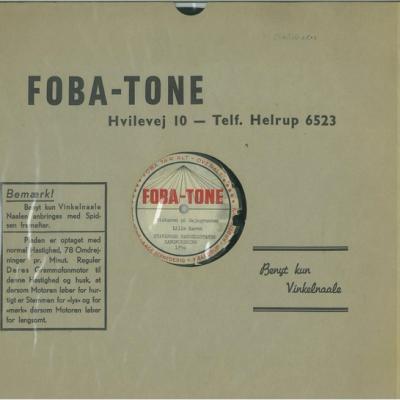 FOBA-TONE
Hvilevej 10 — Telf. Helrup 6523
Bemærk!
Benyt kun Vinkelnaale
Naalen anbringes med Spid-
sen fremefter.
Pladen er optaget med
normal Hastighed, 78 Omdrej-
ninger pr. Minut. Reguler
Deres Grammofonmotor til
denne Hastighed og husk, at
dersom Motoren løber for hur-
tigt er Stemmen for »lys« og for
»mørk« dersom Motoren løber
for langsomt.
FOBA-TONE
Lille Karen
1946
Benyt kun
Vinkelnaale